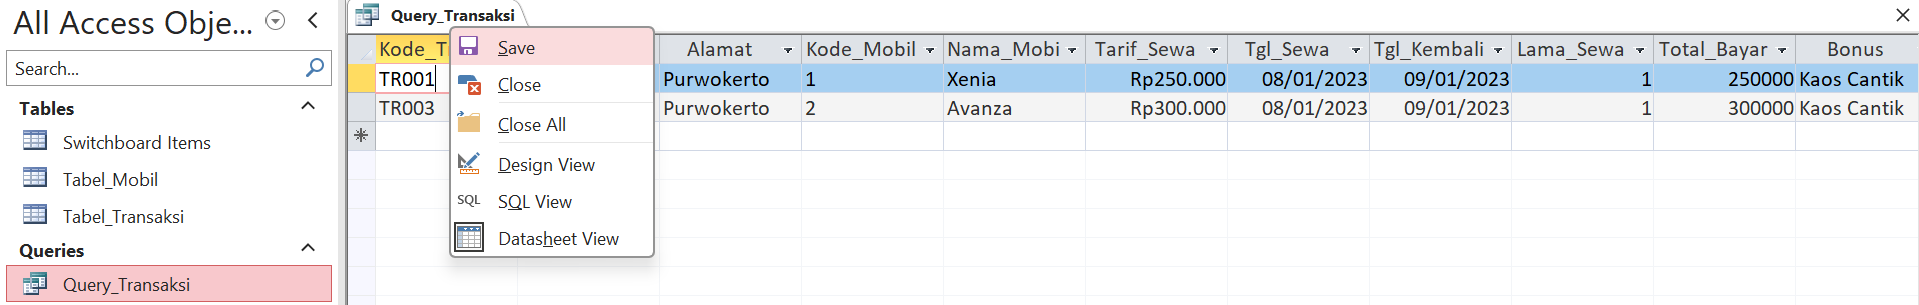 All Access Obje...
Search...
Tables
Switchboard Items
Tabel_Mobil
Tabel_Transaksi
Queries
Query_Transaksi
Query_Transaksi
Kode_T Alamat Kode_Mobil Nama_Mobi Tarif_Sewa Tgl_Sewa Tgl_Kembali Lama_Sewa Total_Bayar Bonus
TR001 Purwokerto 1 Xenia Rp250.000 08/01/2023 09/01/2023 1 250000 Kaos Cantik
TR003 Purwokerto 2 Avanza Rp300.000 08/01/2023 09/01/2023 1 300000 Kaos Cantik
Save
Close
Close All
Design View
SQL SQL View
Datasheet View